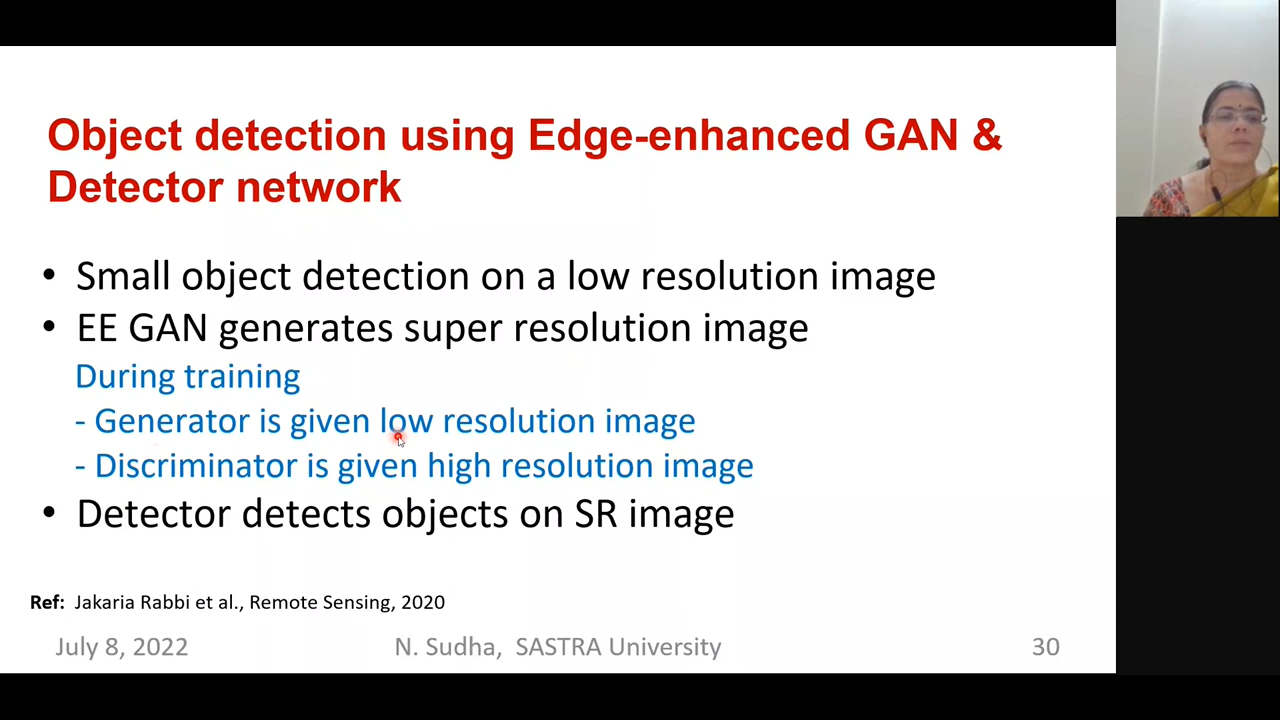 Object detection using Edge-enhanced GAN &
Detector network
• Small object detection on a low resolution image
• EE GAN generates super resolution image
During training
- Generator is given low resolution image
- Discriminator is given high resolution image
• Detector detects objects on SR image
Ref: Jakaria Rabbi et al., Remote Sensing, 2020
July 8, 2022 N. Sudha, SASTRA University 30